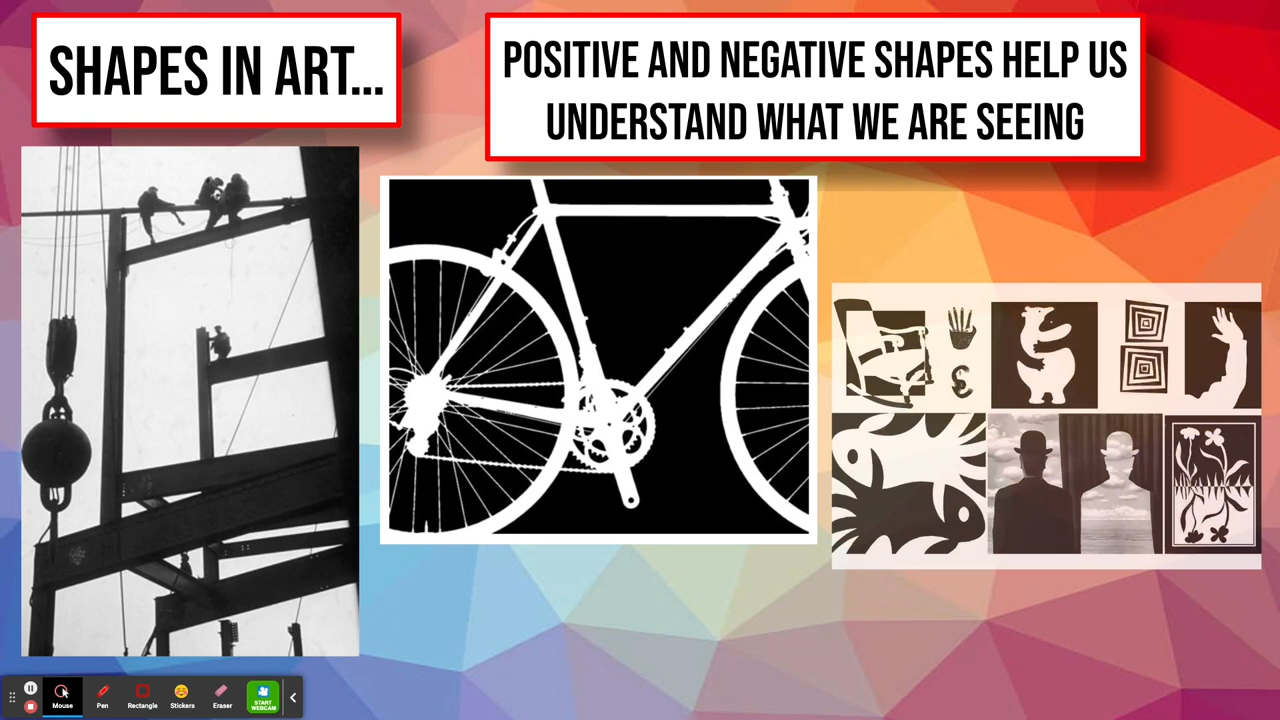 SHAPES IN ART...
POSITIVE AND NEGATIVE SHAPES HELP US
UNDERSTAND WHAT WE ARE SEEING
Mouse
Pen
Rectangle
Stickers
Eraser
START
WEBCAM